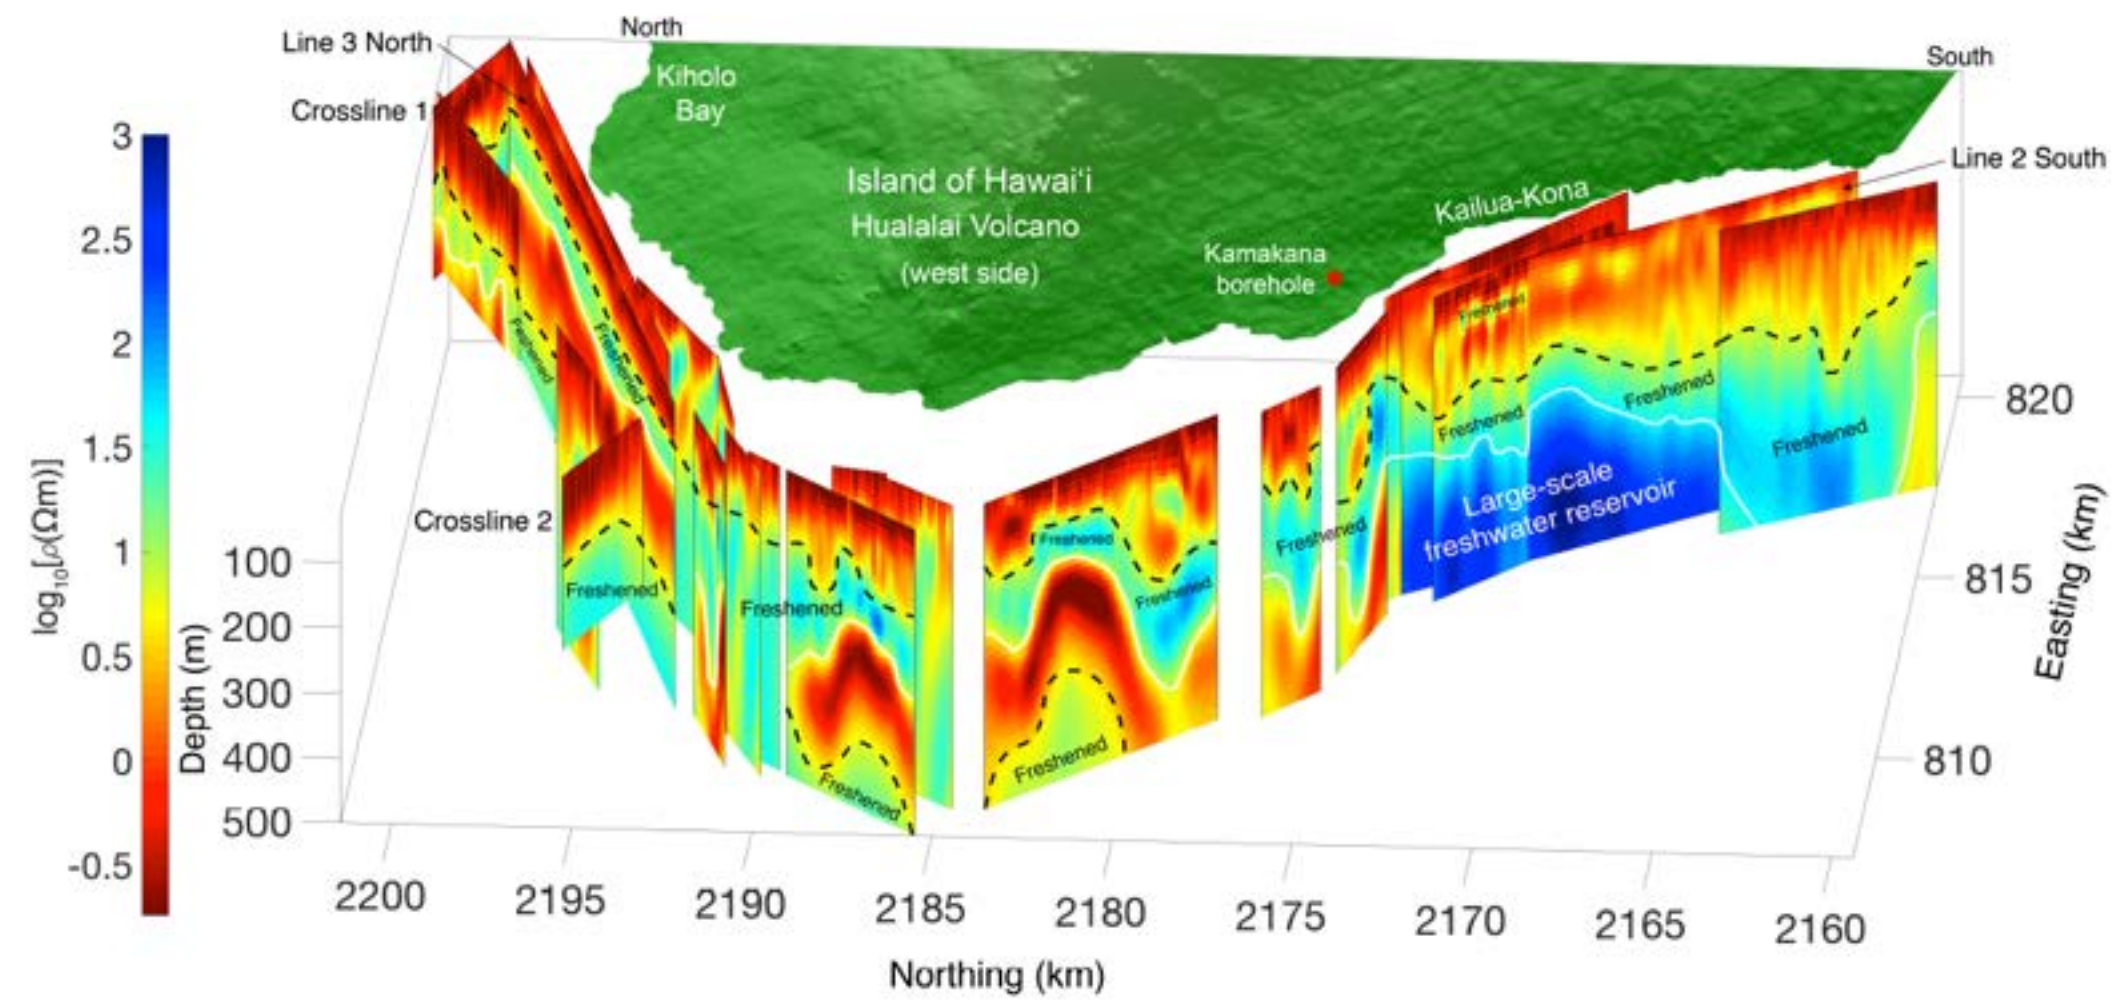 North
South
Line 3 North
Kiholo
Bay
Crossline 1
3
Line 2 South
Island of Hawaiʻi
Hualalai Volcano
(west side)
Kailua-Kona
Kamakana
borehole
2.5
2
1.5
1
0.5
0
-0.5
log10[ρ(Ωm)]
Freshened
Freshened
Freshened
Freshened
Freshened
Freshened
820
Large-scale
freshwater reservoir
Crossline 2
Freshened
Freshened
Freshened
Freshened
Freshened
815
810
Easting (km)
Freshened
Freshened
Depth (m)
100
200
300
400
500
2200
2195
2190
2185
2180
2175
2170
2165
2160
Northing (km)